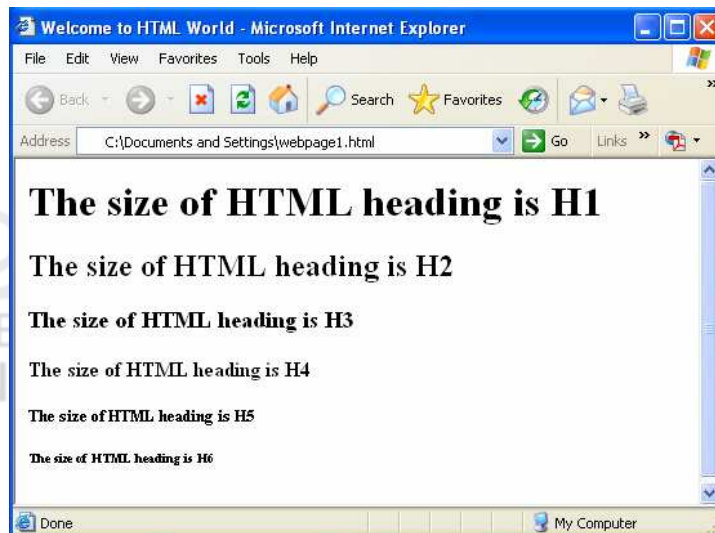 Welcome to HTML World - Microsoft Internet Explorer
File Edit View Favorites Tools Help
Back Search Favorites »
Address C:\Documents and Settings\webpage1.html Go Links »
The size of HTML heading is H1
The size of HTML heading is H2
The size of HTML heading is H3
The size of HTML heading is H4
The size of HTML heading is H5
The size of HTML heading is H6
Done My Computer